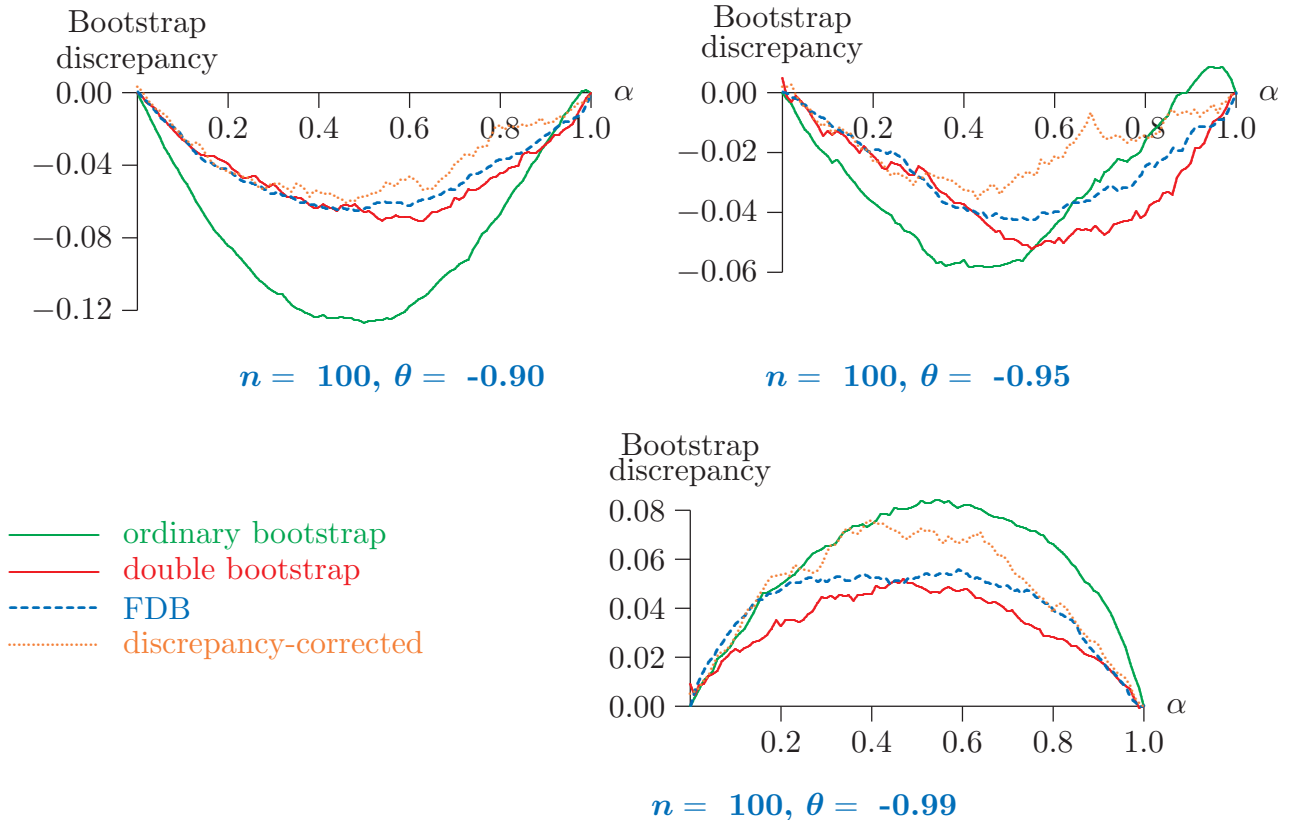 Bootstrap
discrepancy
0.00
−0.04
−0.08
−0.12
0.2
0.4
0.6
0.8
1.0
α
n = 100, θ = -0.90
Bootstrap
discrepancy
0.00
−0.02
−0.04
−0.06
0.2
0.4
0.6
0.8
1.0
α
n = 100, θ = -0.95
ordinary bootstrap
double bootstrap
FDB
discrepancy-corrected
Bootstrap
discrepancy
0.08
0.06
0.04
0.02
0.00
0.2
0.4
0.6
0.8
1.0
α
n = 100, θ = -0.99